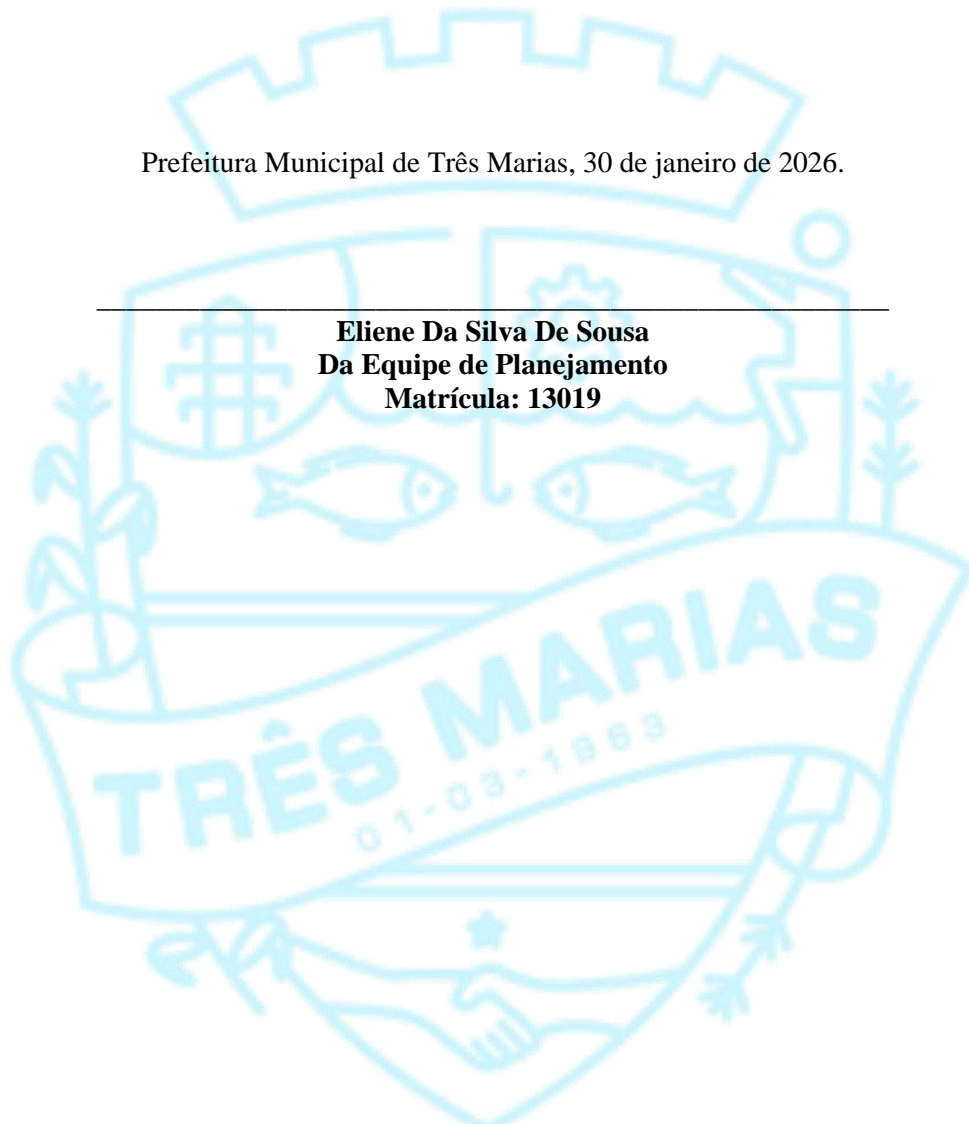 Prefeitura Municipal de Três Marias, 30 de janeiro de 2026.
Eliene Da Silva De Sousa
Da Equipe de Planejamento
Matrícula: 13019
TRÊS MARIAS
01-03-1963